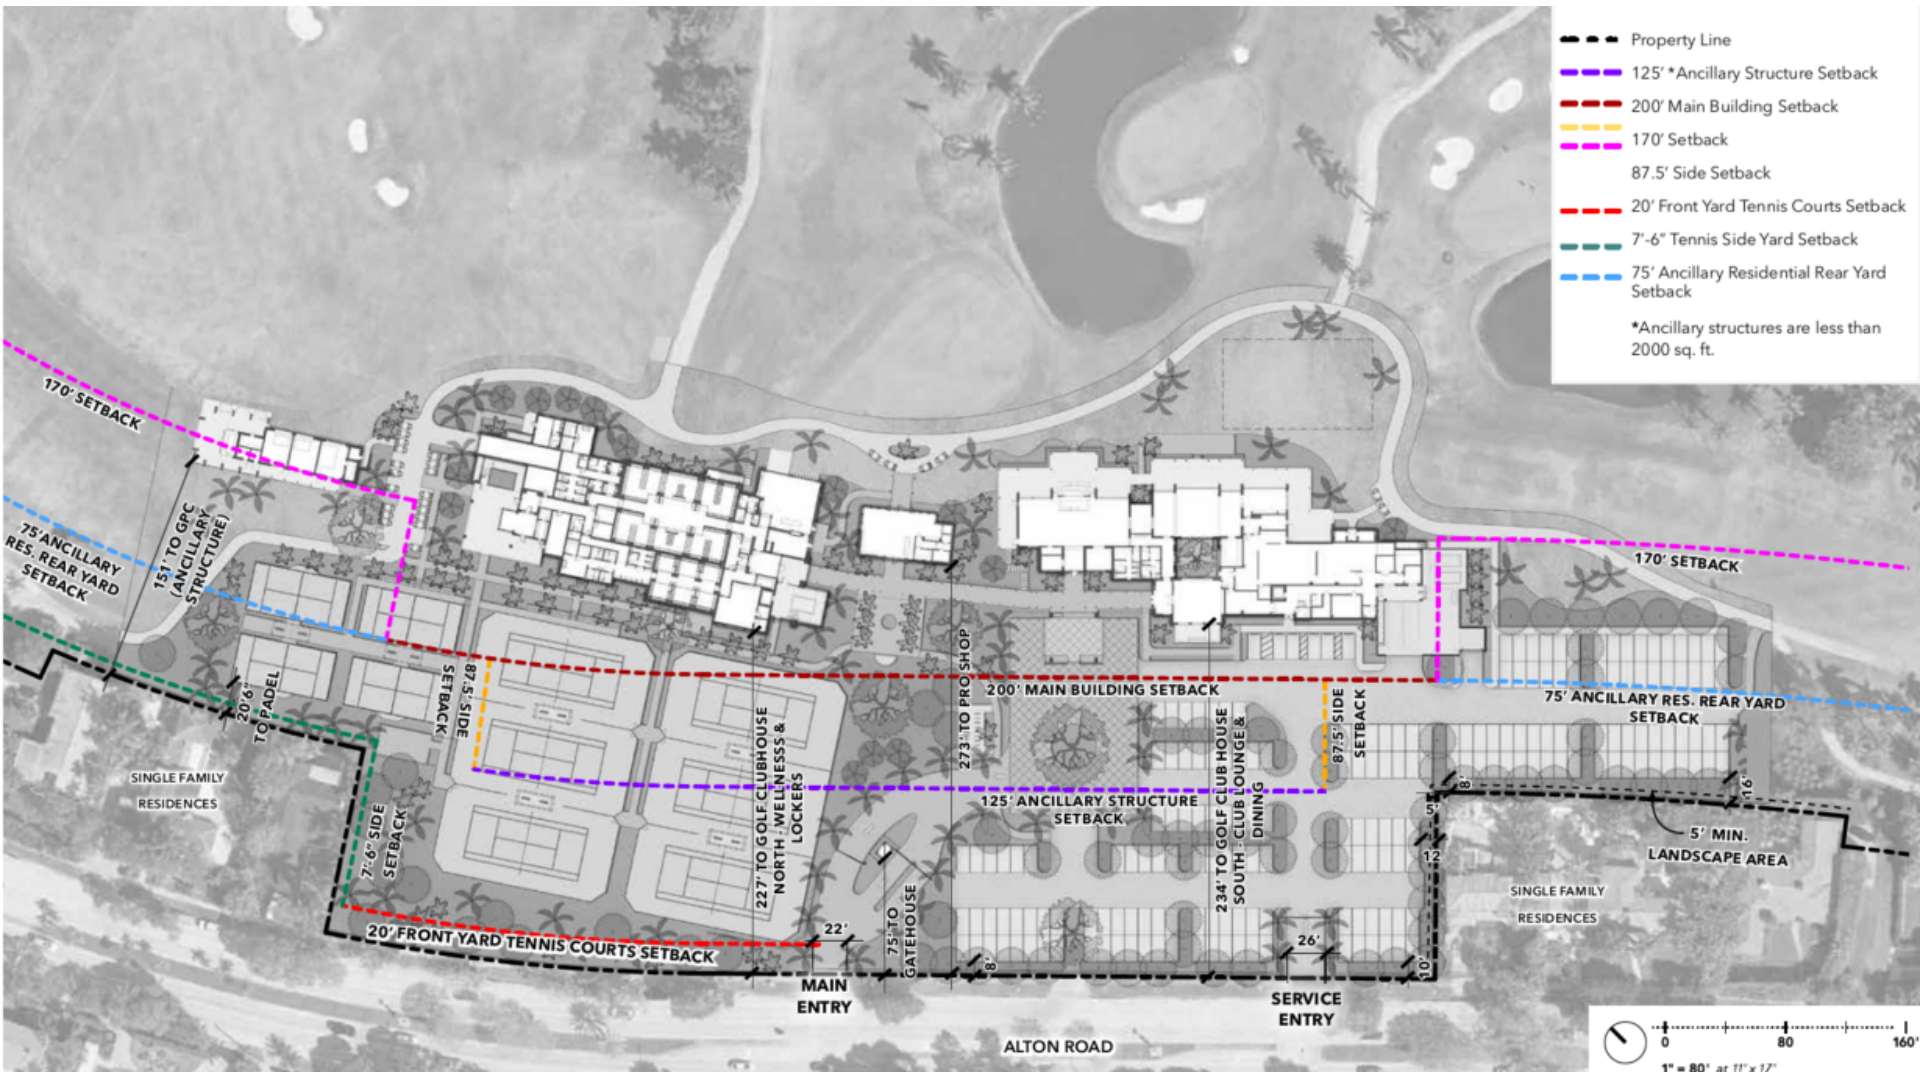 Property Line
125' *Ancillary Structure Setback
200' Main Building Setback
170' Setback
87.5' Side Setback
20' Front Yard Tennis Courts Setback
7'-6" Tennis Side Yard Setback
75' Ancillary Residential Rear Yard
Setback
*Ancillary structures are less than
2000 sq. ft.
170' SETBACK
75' ANCILLARY
RES. REAR YARD
SETBACK
151' TO GPC
(ANCILLARY
STRUCTURE)
20'6"
TO PADEL
87.5' SIDE
SETBACK
7'-6" SIDE
SETBACK
SINGLE FAMILY
RESIDENCES
20' FRONT YARD TENNIS COURTS SETBACK
227' TO GOLF CLUBHOUSE
NORTH - WELLNESSS &
LOCKERS
22'
MAIN
ENTRY
75' TO
GATEHOUSE
273' TO PRO SHOP
8'
200' MAIN BUILDING SETBACK
125' ANCILLARY STRUCTURE
SETBACK
234' TO GOLF CLUB HOUSE
SOUTH - CLUB LOUNGE &
DINING
87.5' SIDE
SETBACK
26'
SERVICE
ENTRY
10'
170' SETBACK
75' ANCILLARY RES. REAR YARD
SETBACK
8'
5'
12
16'
5' MIN.
LANDSCAPE AREA
SINGLE FAMILY
RESIDENCES
ALTON ROAD
0 80 160'
1" = 80' at 11" x 17"